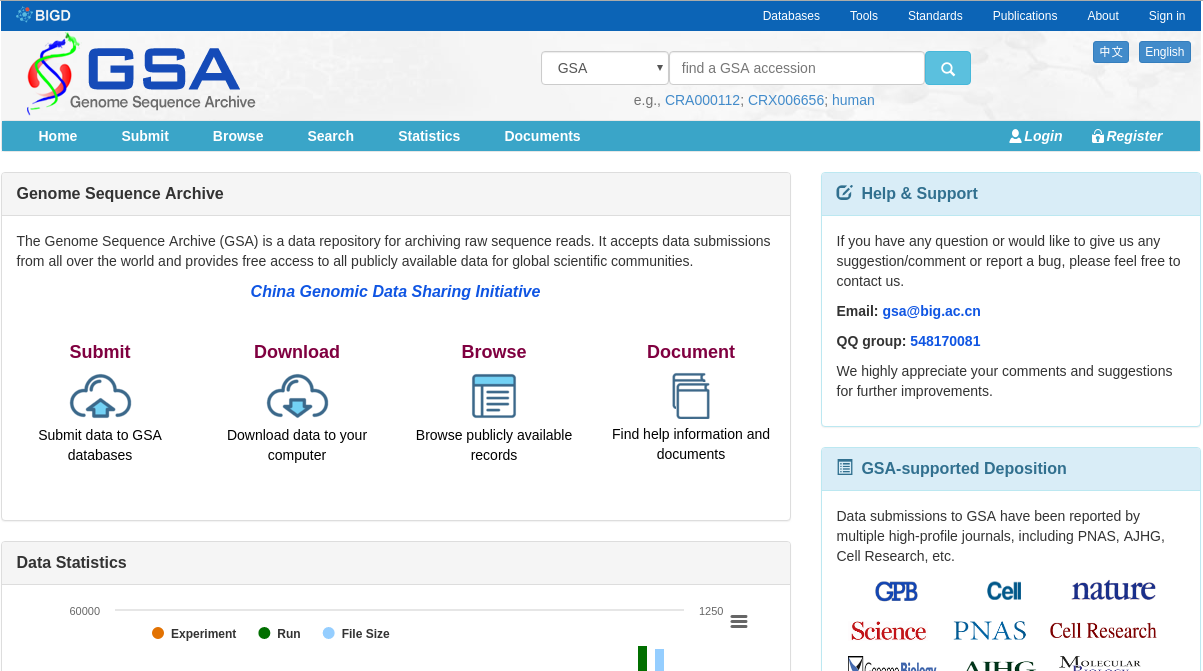 BIGD
Databases Tools Standards Publications About Sign in
GSA
Genome Sequence Archive
GSA find a GSA accession
e.g., CRA000112; CRX006656; human
中文 English
Home Submit Browse Search Statistics Documents Login Register
Genome Sequence Archive
The Genome Sequence Archive (GSA) is a data repository for archiving raw sequence reads. It accepts data submissions
from all over the world and provides free access to all publicly available data for global scientific communities.
China Genomic Data Sharing Initiative
Submit Download Browse Document
Submit data to GSA
databases
Download data to your
computer
Browse publicly available
records
Find help information and
documents
Data Statistics
60000 1250
Experiment Run File Size
Help & Support
If you have any question or would like to give us any
suggestion/comment or report a bug, please feel free to
contact us.
Email: gsa@big.ac.cn
QQ group: 548170081
We highly appreciate your comments and suggestions
for further improvements.
GSA-supported Deposition
Data submissions to GSA have been reported by
multiple high-profile journals, including PNAS, AJHG,
Cell Research, etc.
GPB Cell nature
Science PNAS Cell Research
Genome Biology AJHG MOLECULAR